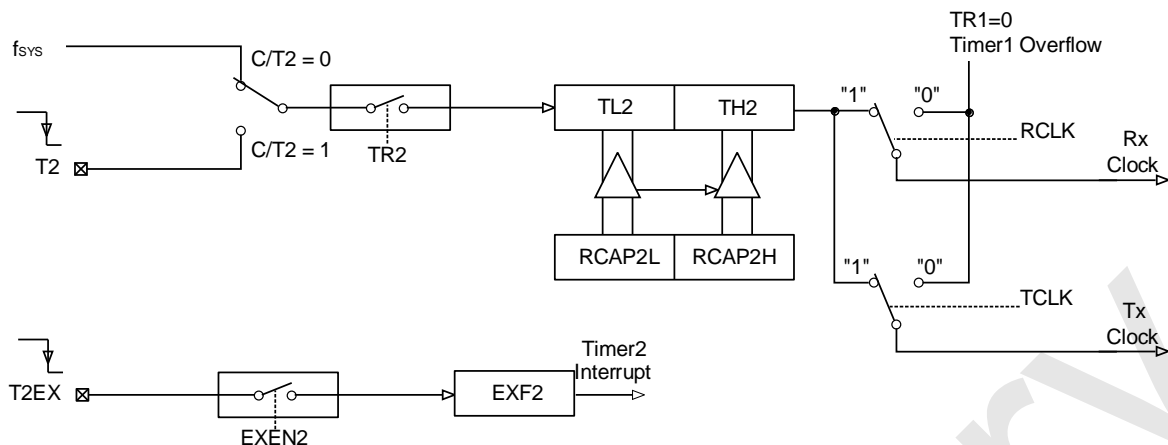 TR1=0
Timer1 Overflow
fSYS
C/T2 = 0
TL2
TH2
"1"
"0"
T2
C/T2 = 1
TR2
RCLK
Rx
Clock
RCAP2L
RCAP2H
"1"
"0"
TCLK
Tx
Clock
T2EX
EXEN2
EXF2
Timer2
Interrupt